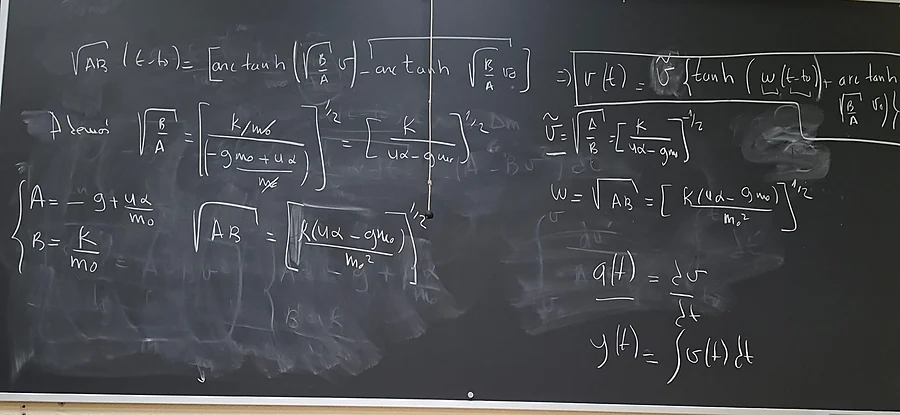 √AB (t-t₀) = [arc tanh (√(B/A) v) - arc tanh √(B/A) v₀]
Además √(B/A) = [(k/m₀)/((-gm₀+uα)/m₀)]^1/2 = [k/(uα-gm₀)]^1/2
{ A = -g + uα/m₀
B = k/m₀
√AB = [k(uα-gm₀)/m₀²]^1/2
⇒ v(t) = ṽ {tanh (w(t-t₀) + arc tanh (√(B/A) v₀)}
ṽ = √(A/B) = [k/(uα-gm₀)]^-1/2
w = √AB = [k(uα-gm₀)/m₀²]^1/2
a(t) = dv/dt
y(t) = ∫v(t) dt